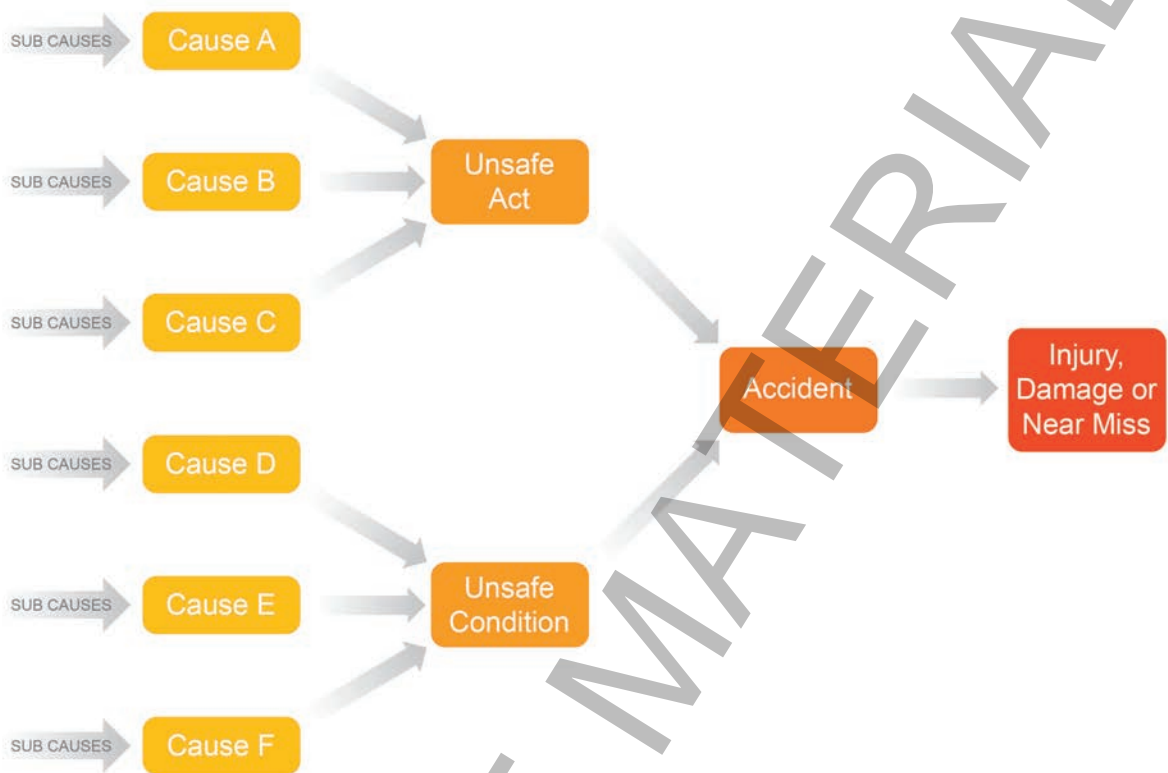 SUB CAUSES
Cause A
SUB CAUSES
Cause B
Unsafe
Act
SUB CAUSES
Cause C
Accident
Injury,
Damage or
Near Miss
SUB CAUSES
Cause D
SUB CAUSES
Cause E
Unsafe
Condition
SUB CAUSES
Cause F
MATERIAL